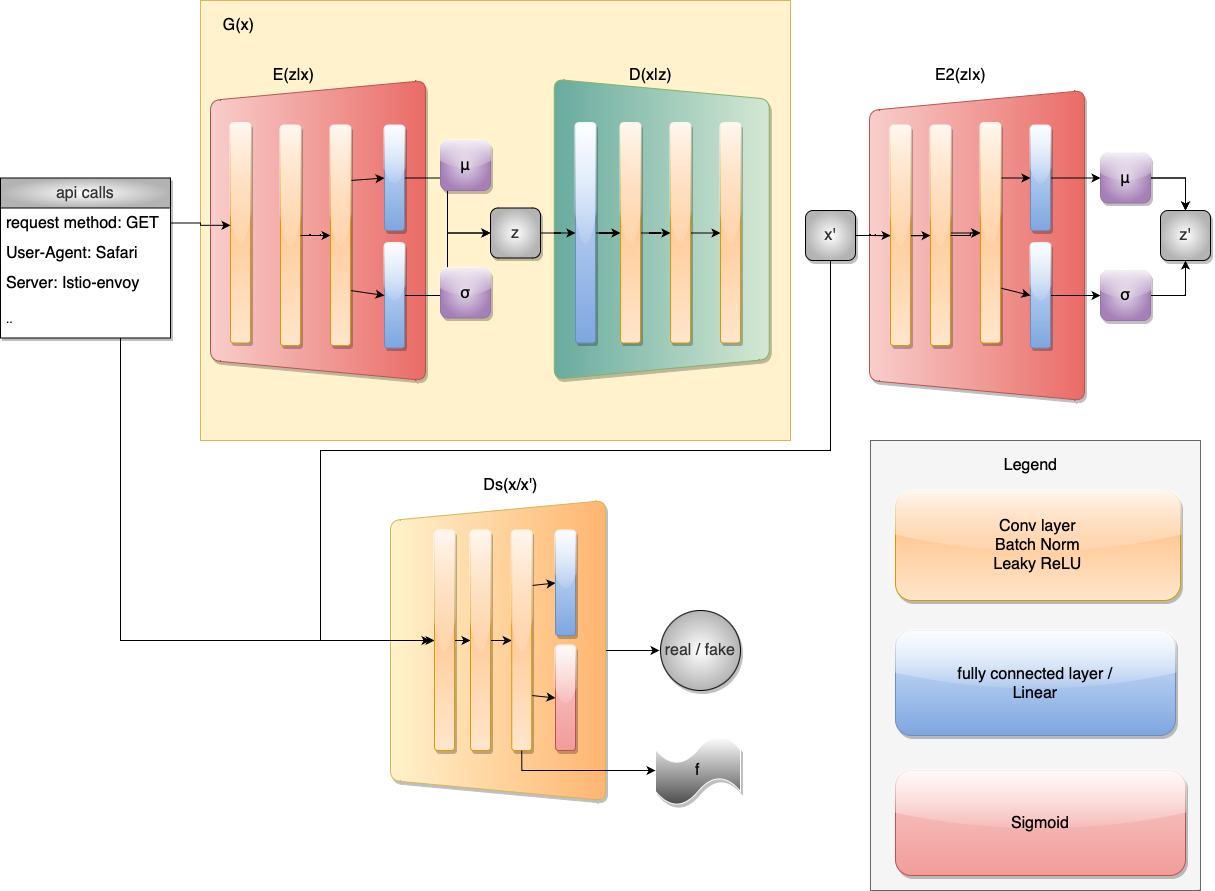 G(x)
E(z|x)
D(x|z)
E2(z|x)
api calls
request method: GET
User-Agent: Safari
Server: Istio-envoy
..
μ
σ
z
x'
μ
σ
z'
Ds(x/x')
real / fake
f
Legend
Conv layer
Batch Norm
Leaky ReLU
fully connected layer /
Linear
Sigmoid